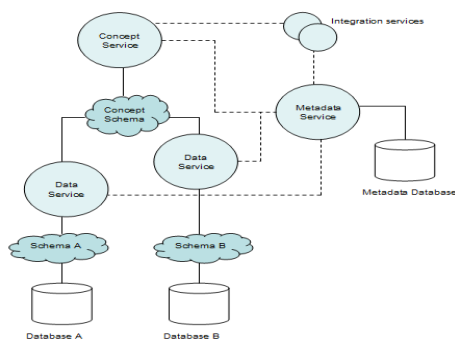 Integration services
Concept
Service
Concept
Schema
Metadata
Service
Data
Service
Data
Service
Metadata Database
Schema A
Schema B
Database A
Database B